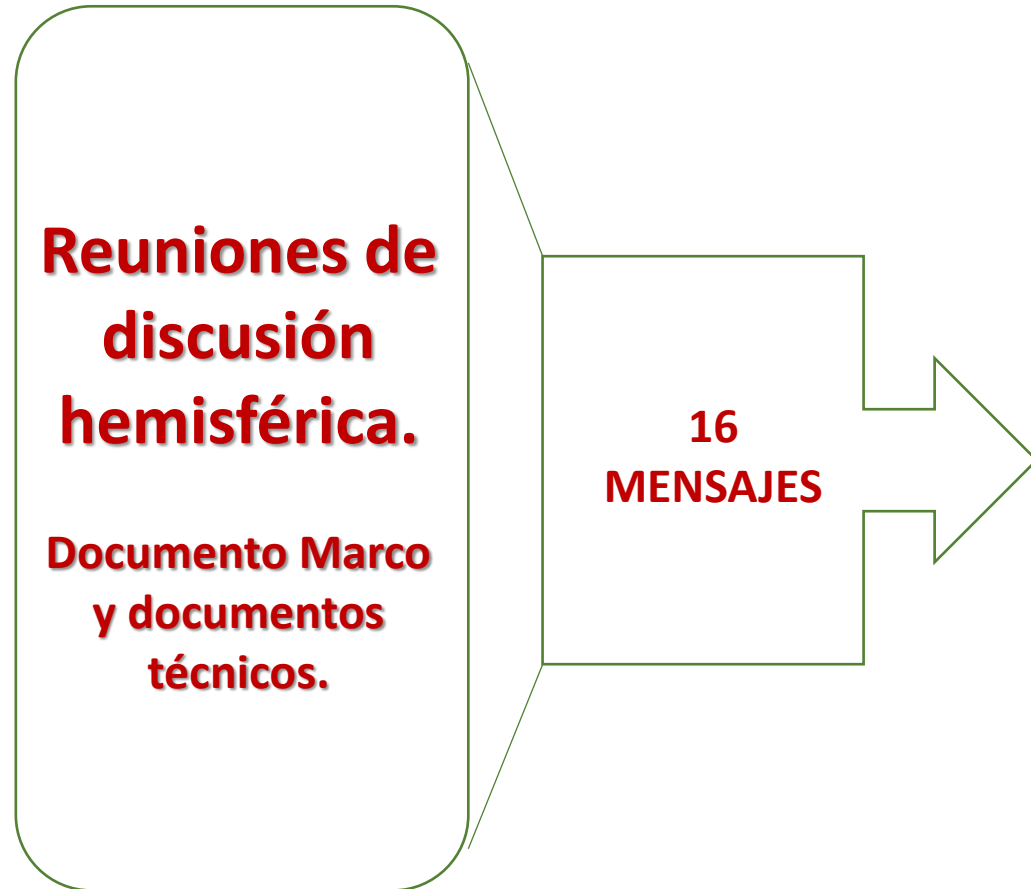 Reuniones de
discusión
hemisférica.
Documento Marco
y documentos
técnicos.
16
MENSAJES